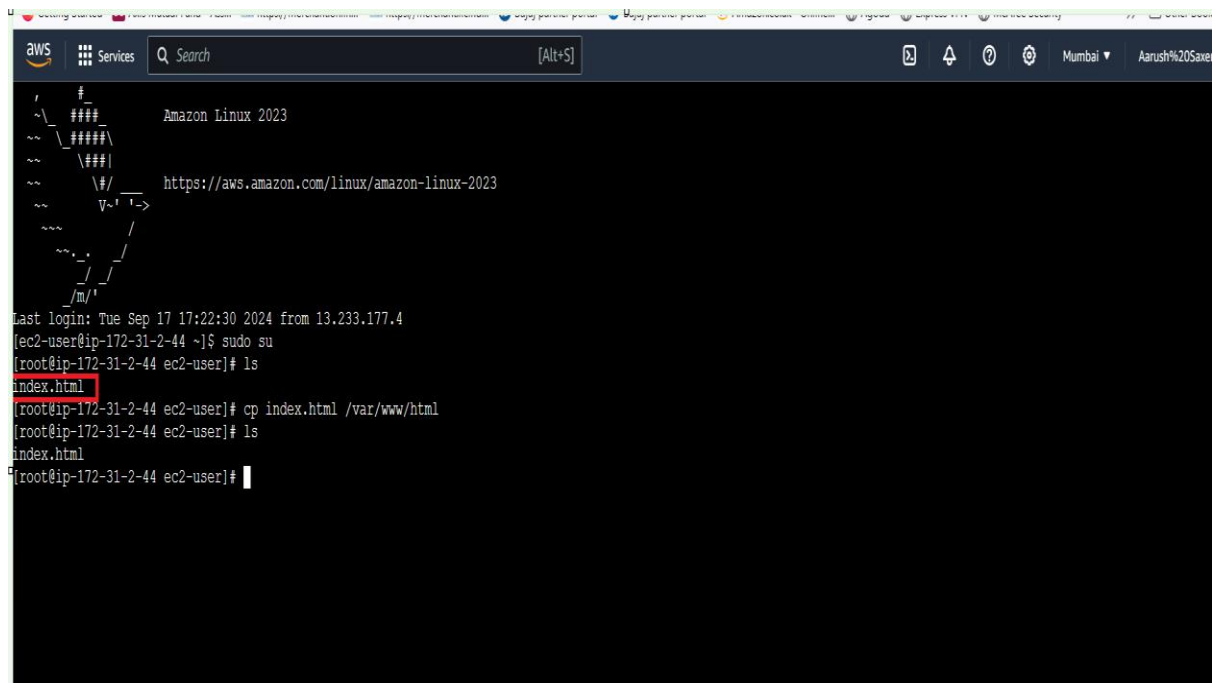 aws Services Search [Alt+S] Mumbai ▼
, #_
~\_ ####_ Amazon Linux 2023
~~ \_#####\
~~ \###|
~~ \#/ ___ https://aws.amazon.com/linux/amazon-linux-2023
~~ V~' '->
~~~ /
~~._. _/
_/ _/
_/m/'
Last login: Tue Sep 17 17:22:30 2024 from 13.233.177.4
[ec2-user@ip-172-31-2-44 ~]$ sudo su
[root@ip-172-31-2-44 ec2-user]# ls
index.html
[root@ip-172-31-2-44 ec2-user]# cp index.html /var/www/html
[root@ip-172-31-2-44 ec2-user]# ls
index.html
[root@ip-172-31-2-44 ec2-user]#